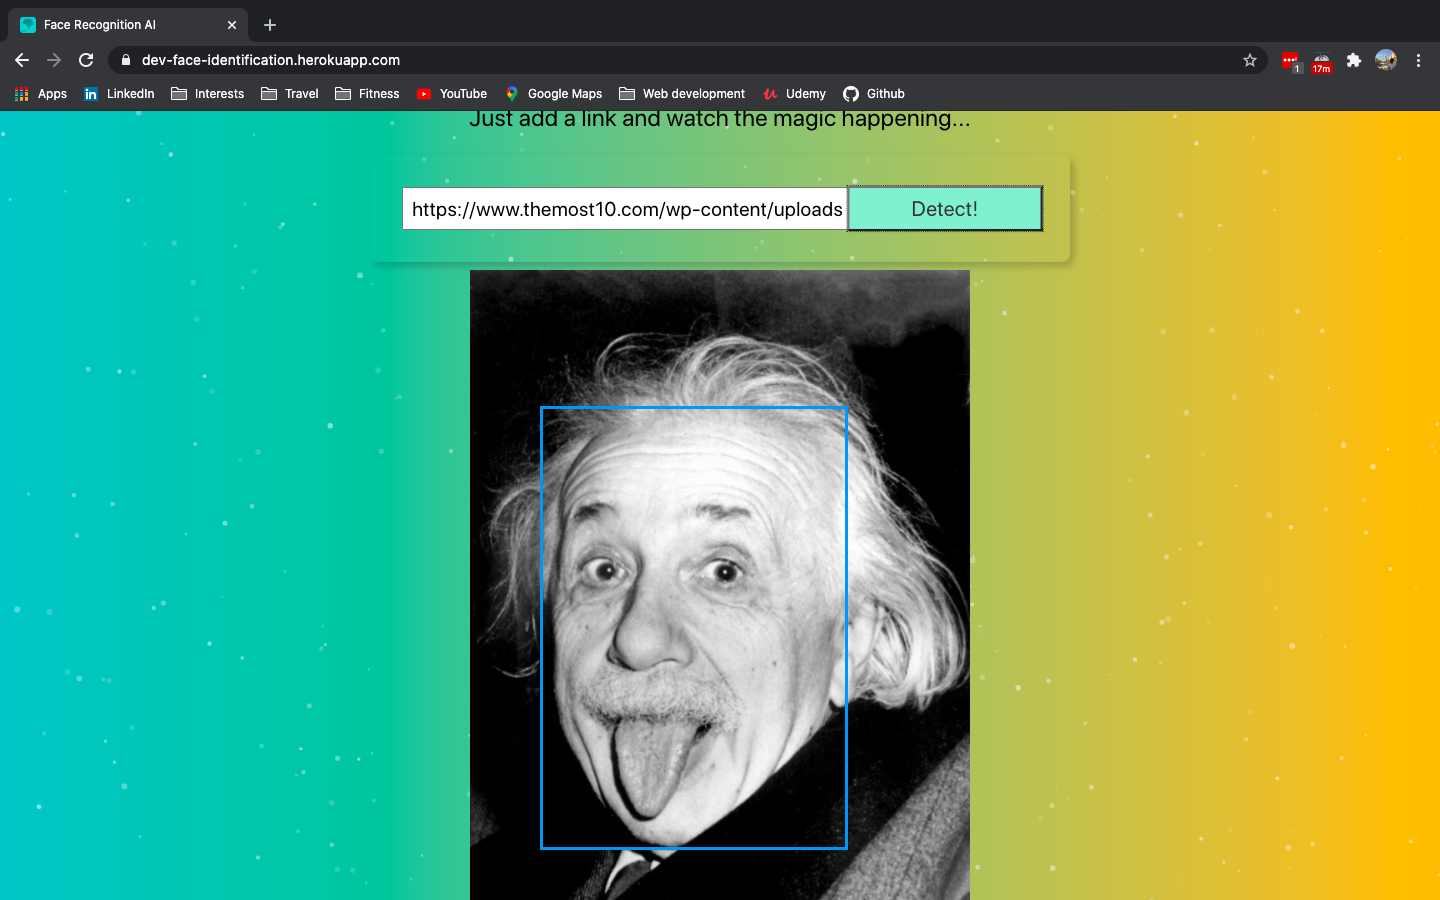 Face Recognition AI
dev-face-identification.herokuapp.com
1
17m
Apps
in LinkedIn
Interests
Travel
Fitness
YouTube
Google Maps
Web development
Udemy
Github
Just add a link and watch the magic happening...
https://www.themost10.com/wp-content/uploads
Detect!